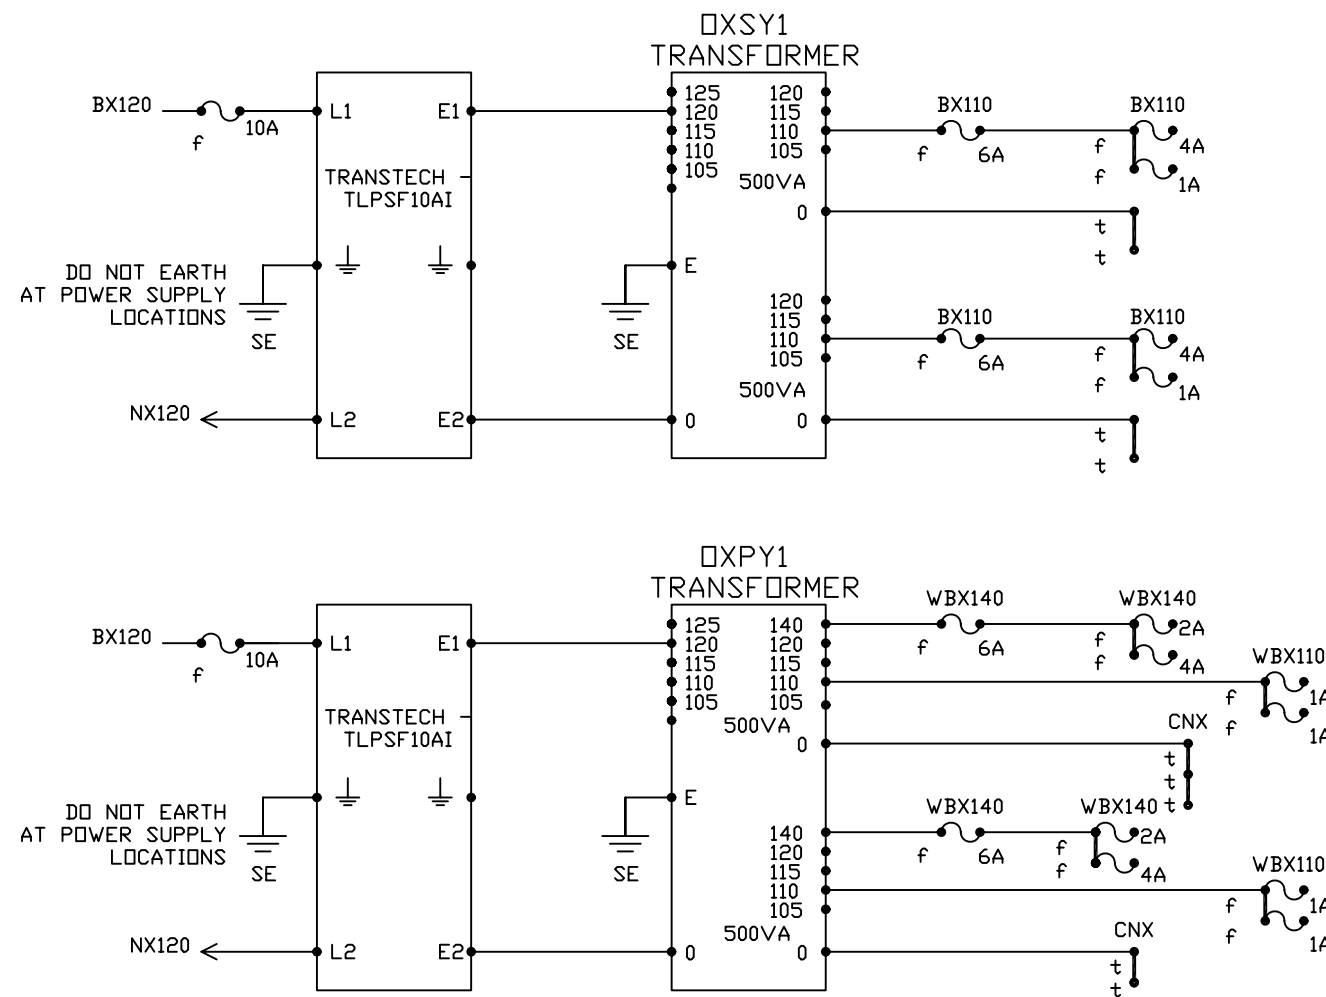 OXSY1
TRANSFORMER
BX120
f
10A
L1
E1
TRANSTECH
TLPSF10AI
DO NOT EARTH
AT POWER SUPPLY
LOCATIONS
SE
NX120
L2
E2
125
120
115
110
105
E
0
SE
120
115
110
105
500VA
0
120
115
110
105
500VA
0
BX110
f
6A
BX110
f
4A
f
1A
t
t
BX110
f
6A
BX110
f
4A
f
1A
t
t
OXPY1
TRANSFORMER
BX120
f
10A
L1
E1
TRANSTECH
TLPSF10AI
DO NOT EARTH
AT POWER SUPPLY
LOCATIONS
SE
NX120
L2
E2
125
120
115
110
105
E
0
SE
140
120
115
110
105
500VA
0
140
120
115
110
105
500VA
0
WBX140
f
6A
WBX140
f
2A
f
4A
WBX110
f
1A
f
1A
CNX
t
t
t
WBX140
f
6A
WBX140
f
2A
f
4A
WBX110
f
1A
f
1A
CNX
t
t